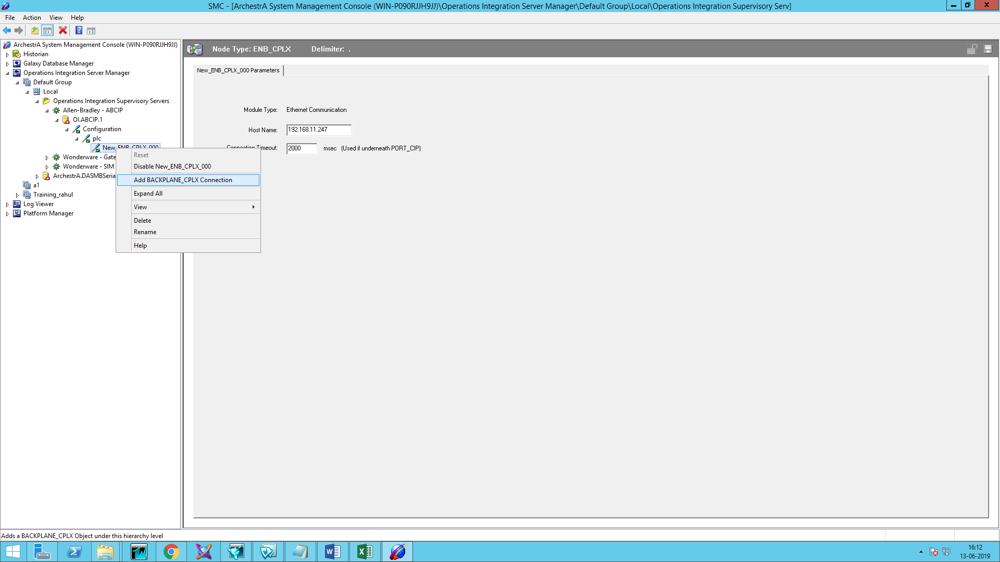 SMC - [ArchestrA System Management Console (WIN-P090RJJH9JJ)\Operations Integration Server Manager\Default Group\Local\Operations Integration Supervisory Serv]
File Action View Help
ArchestrA System Management Console (WIN-P090RJJH9JJ)
Historian
Galaxy Database Manager
Operations Integration Server Manager
Default Group
Local
Operations Integration Supervisory Servers
Allen-Bradley - ABCIP
OI.ABCIP.1
Configuration
plc
New_ENB_CPLX_000
Wonderware - Gate
Wonderware - SIM
ArchestrA.DASMBSeria
a1
Training_rahul
Log Viewer
Platform Manager
Reset
Disable New_ENB_CPLX_000
Add BACKPLANE_CPLX Connection
Expand All
View
Delete
Rename
Help
Node Type: ENB_CPLX Delimiter: .
New_ENB_CPLX_000 Parameters
Module Type: Ethernet Communication
Host Name: 192.168.11.247
Connection Timeout: 2000 msec (Used if underneath PORT_CIP)
Adds a BACKPLANE_CPLX Object under this hierarchy level
16:12
13-06-2019